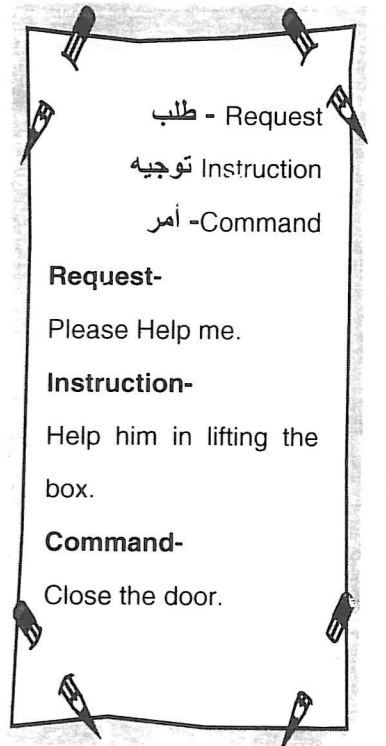 طلب - Request
توجيه Instruction
أمر -Command
Request-
Please Help me.
Instruction-
Help him in lifting the
box.
Command-
Close the door.